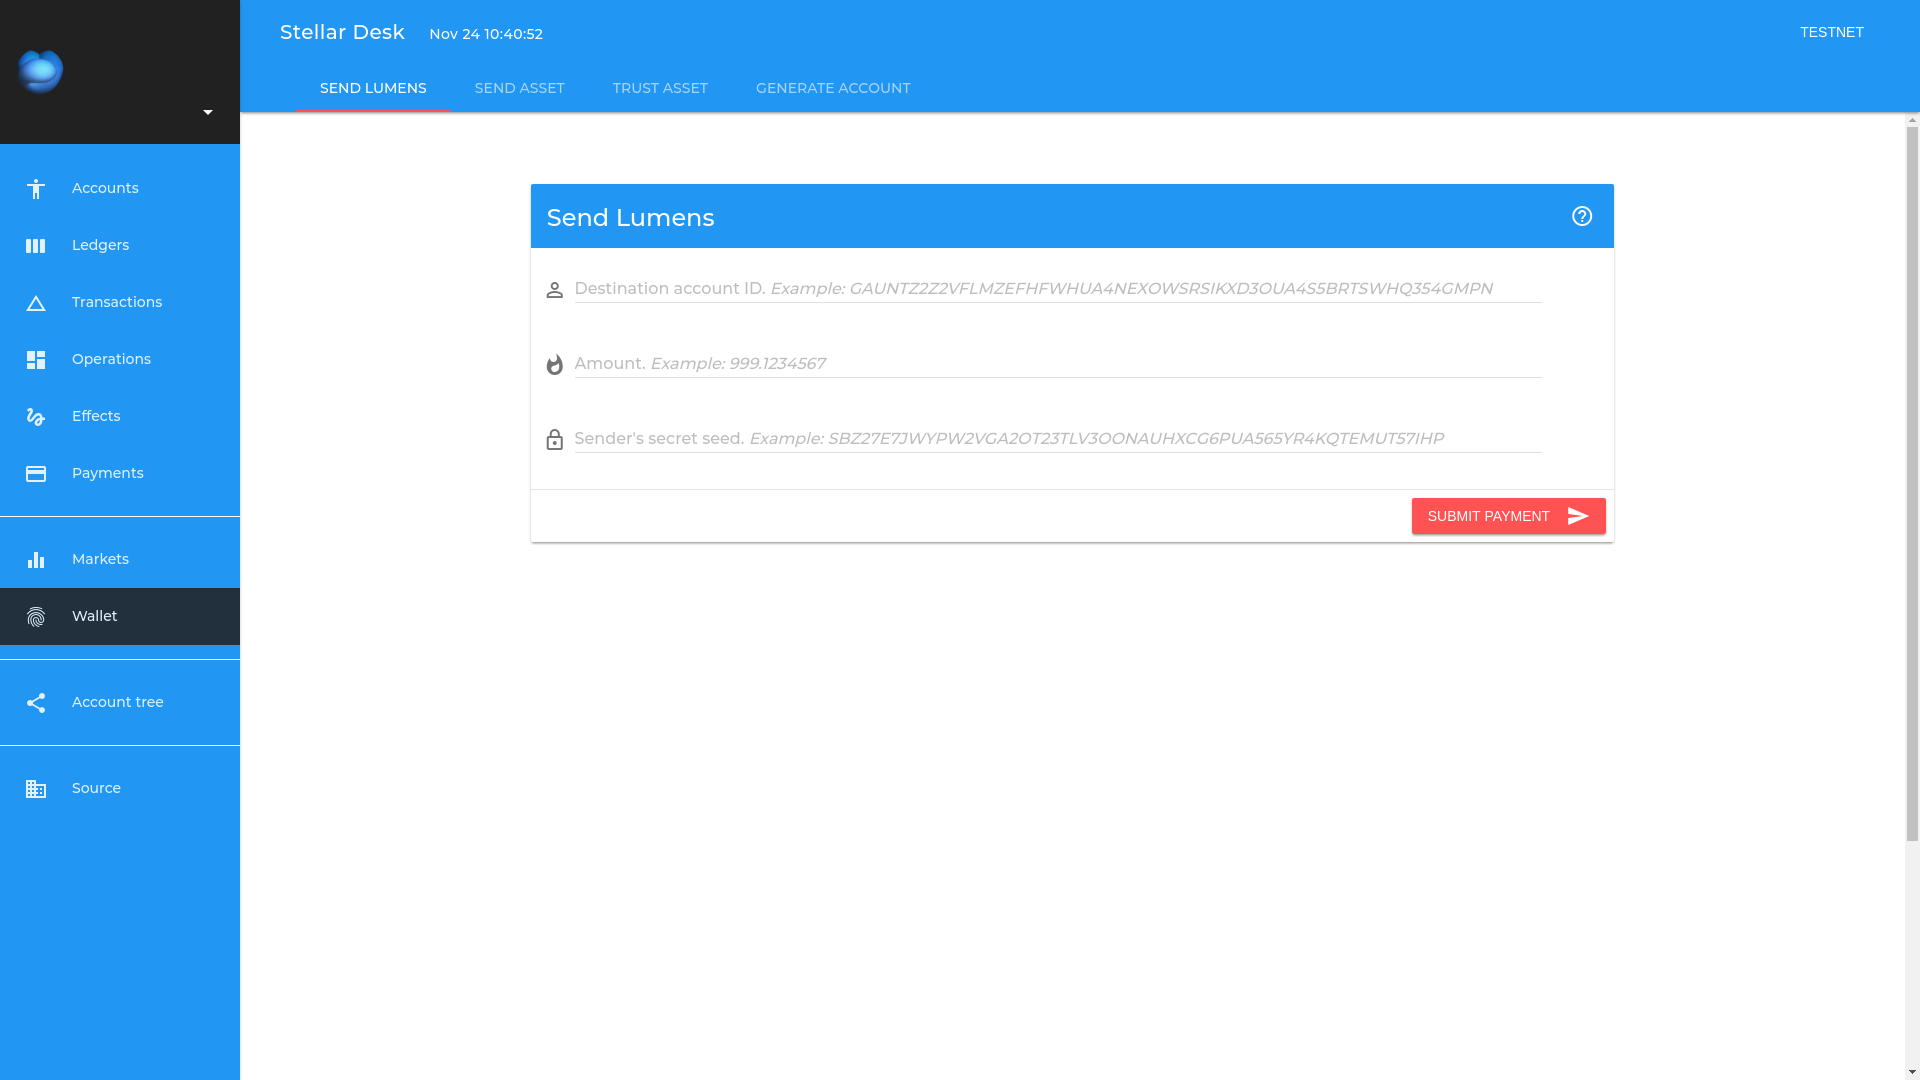 Stellar Desk Nov 24 10:40:52 TESTNET
SEND LUMENS SEND ASSET TRUST ASSET GENERATE ACCOUNT
Accounts
Ledgers
Transactions
Operations
Effects
Payments
Markets
Wallet
Account tree
Source
Send Lumens
Destination account ID. Example: GAUNTZ2Z2VFLMZEFHFWHUA4NEXOWSRSIKXD3OUA4S5BRTSWHQ354GMPN
Amount. Example: 999.1234567
Sender's secret seed. Example: SBZ27E7JWYPW2VGA2OT23TLV3OONAUHXCG6PUA565YR4KQTEMUT57IHP
SUBMIT PAYMENT